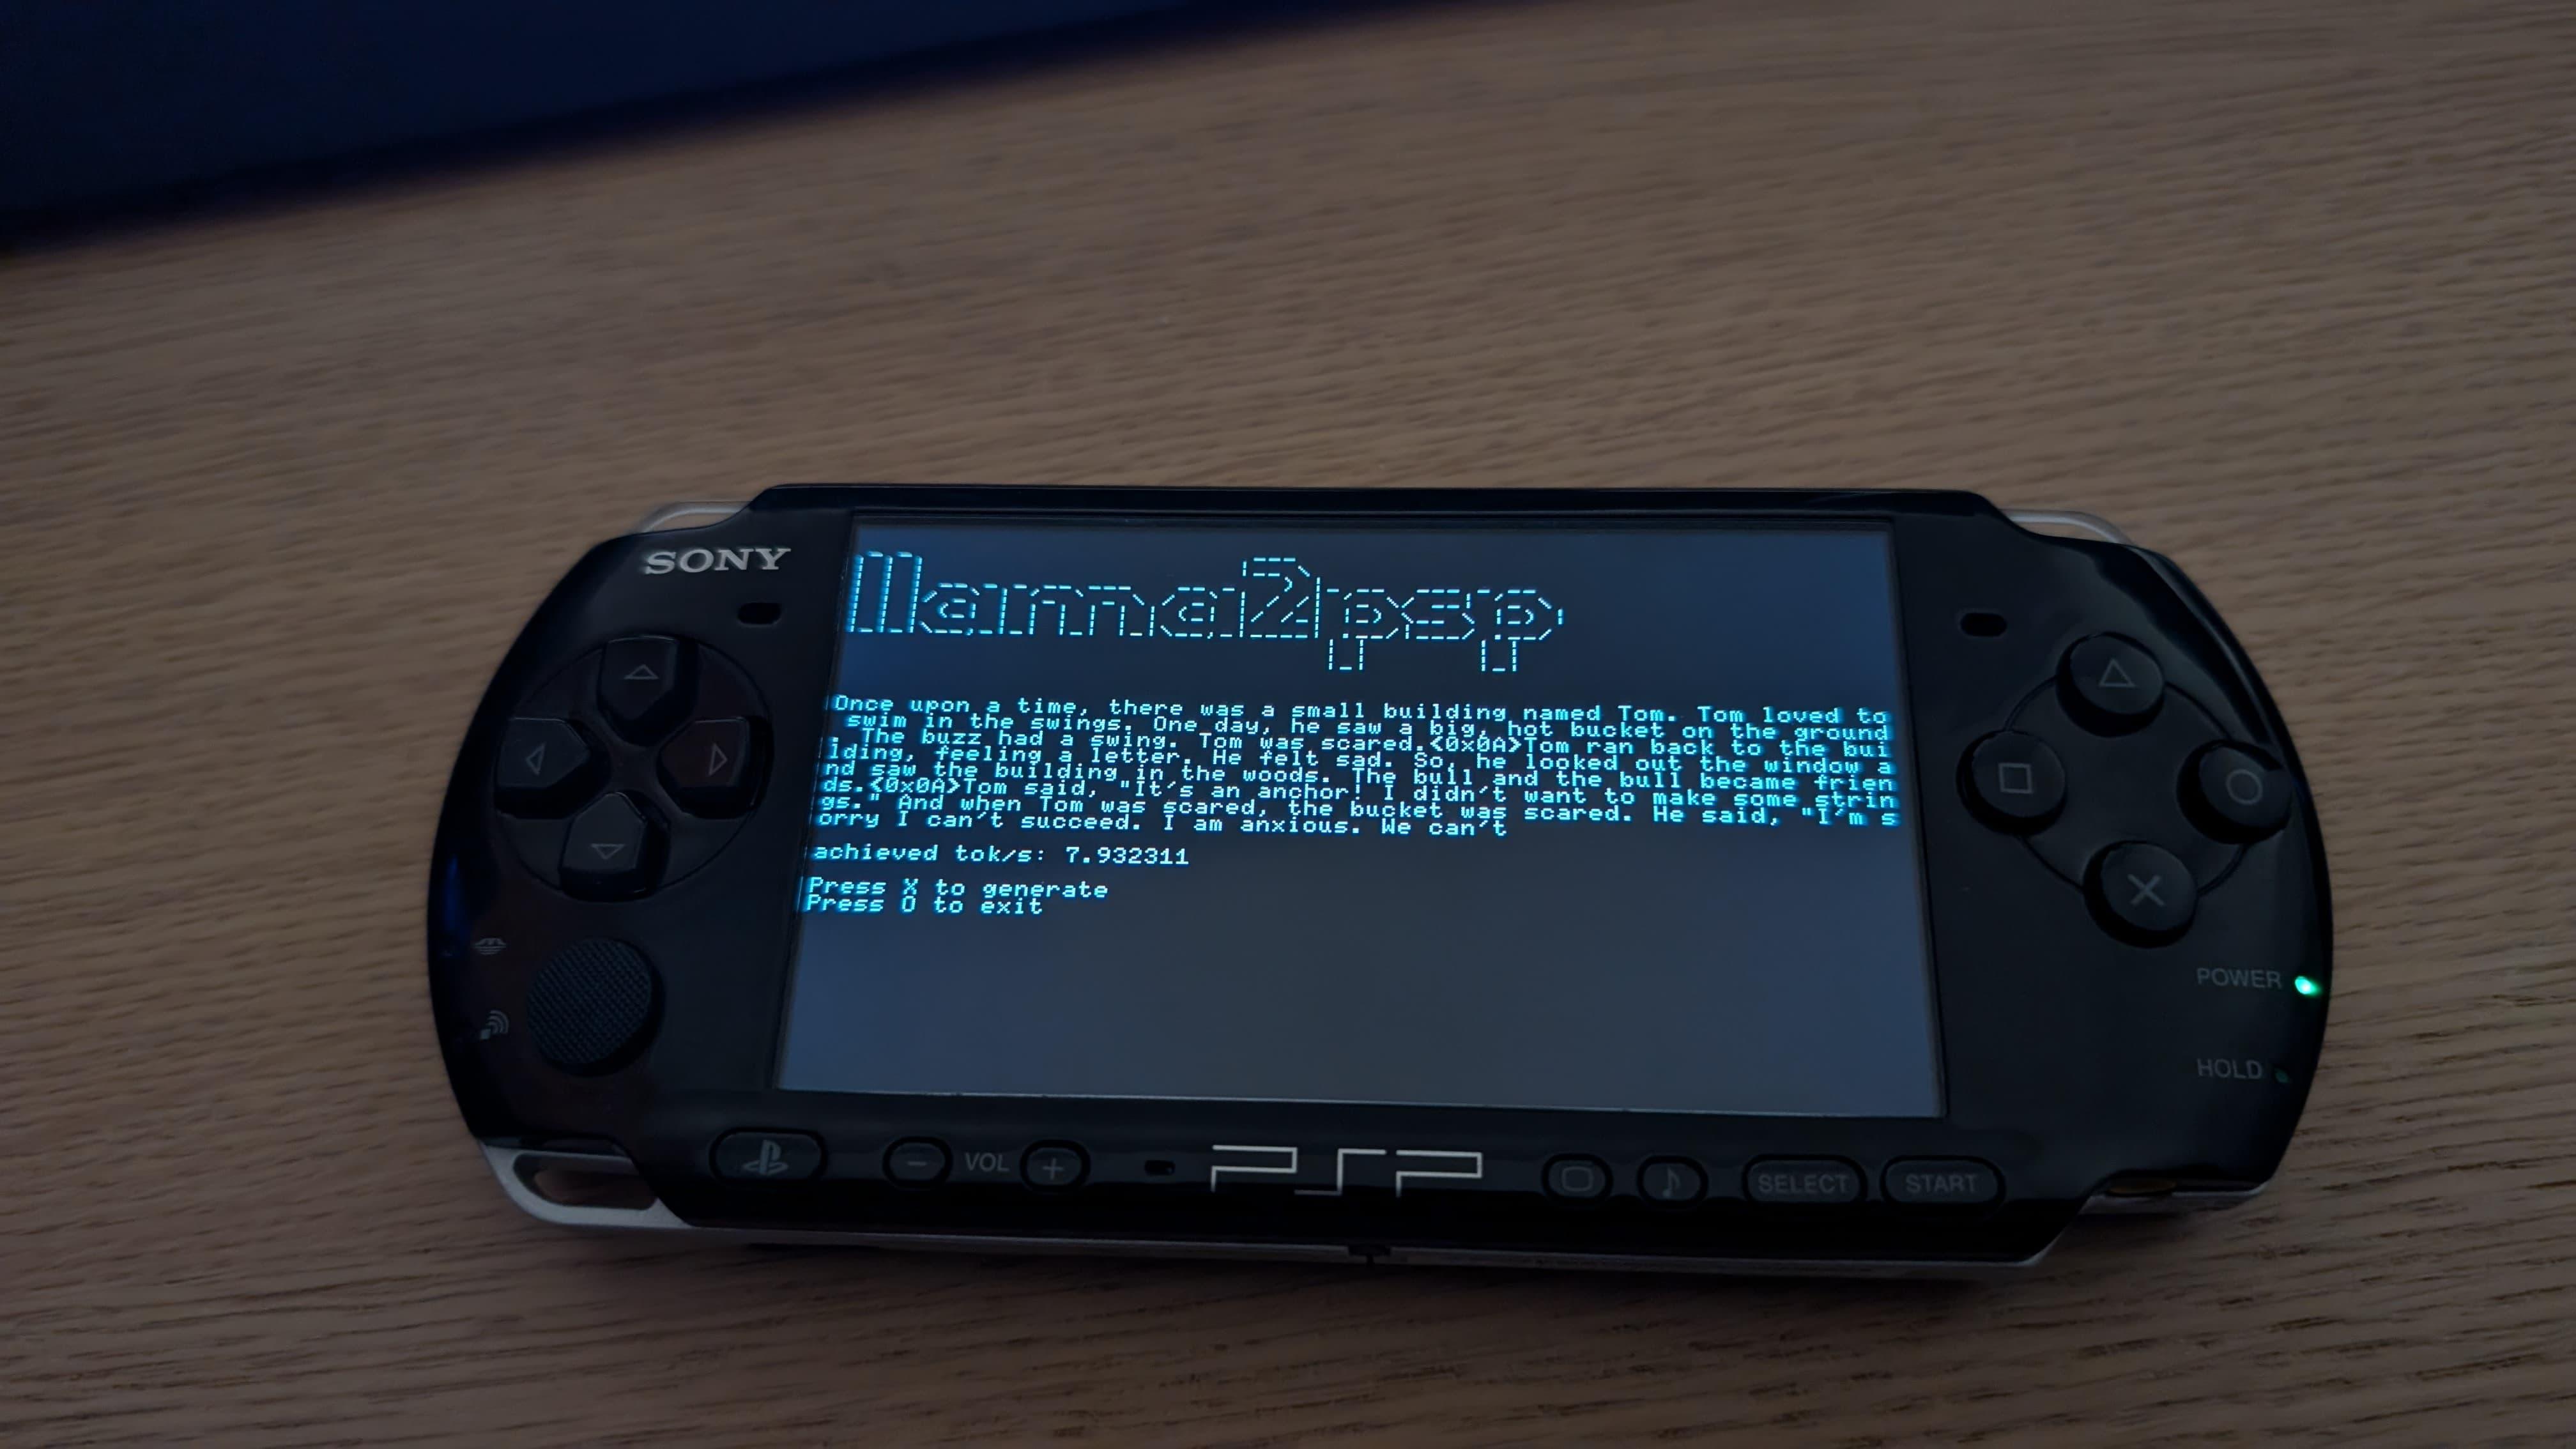 SONY
llama2psp
Once upon a time, there was a small building named Tom. Tom loved to
swim in the swings. One day, he saw a big, hot bucket on the ground
. The buzz had a swing. Tom was scared.<0x0A>Tom ran back to the bui
lding, feeling a letter. He felt sad. So, he looked out the window a
nd saw the building in the woods. The bull and the bull became frien
ds.<0x0A>Tom said, "It's an anchor! I didn't want to make some strin
gs." And when Tom was scared, the bucket was scared. He said, "I'm s
orry I can't succeed. I am anxious. We can't
achieved tok/s: 7.932311
Press X to generate
Press O to exit
POWER
HOLD
VOL
PSP
SELECT
START